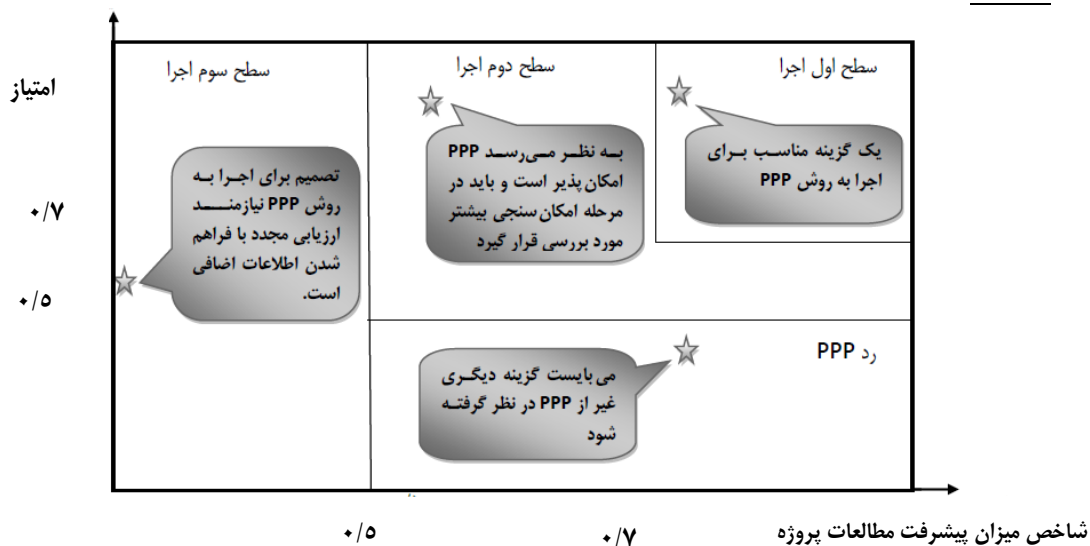 سطح اول اجرا
سطح دوم اجرا
سطح سوم اجرا
امتیاز
یک گزینه مناسب برای
اجرا به روش PPP
به نظر می‌رسد PPP
امکان پذیر است و باید در
مرحله امکان سنجی بیشتر
مورد بررسی قرار گیرد
تصمیم برای اجرا به
روش PPP نیازمند
ارزیابی مجدد با فراهم
شدن اطلاعات اضافی
است.
۰/۷
۰/۵
رد PPP
می‌بایست گزینه دیگری
غیر از PPP در نظر گرفته
شود
شاخص میزان پیشرفت مطالعات پروژه
۰/۷
۰/۵